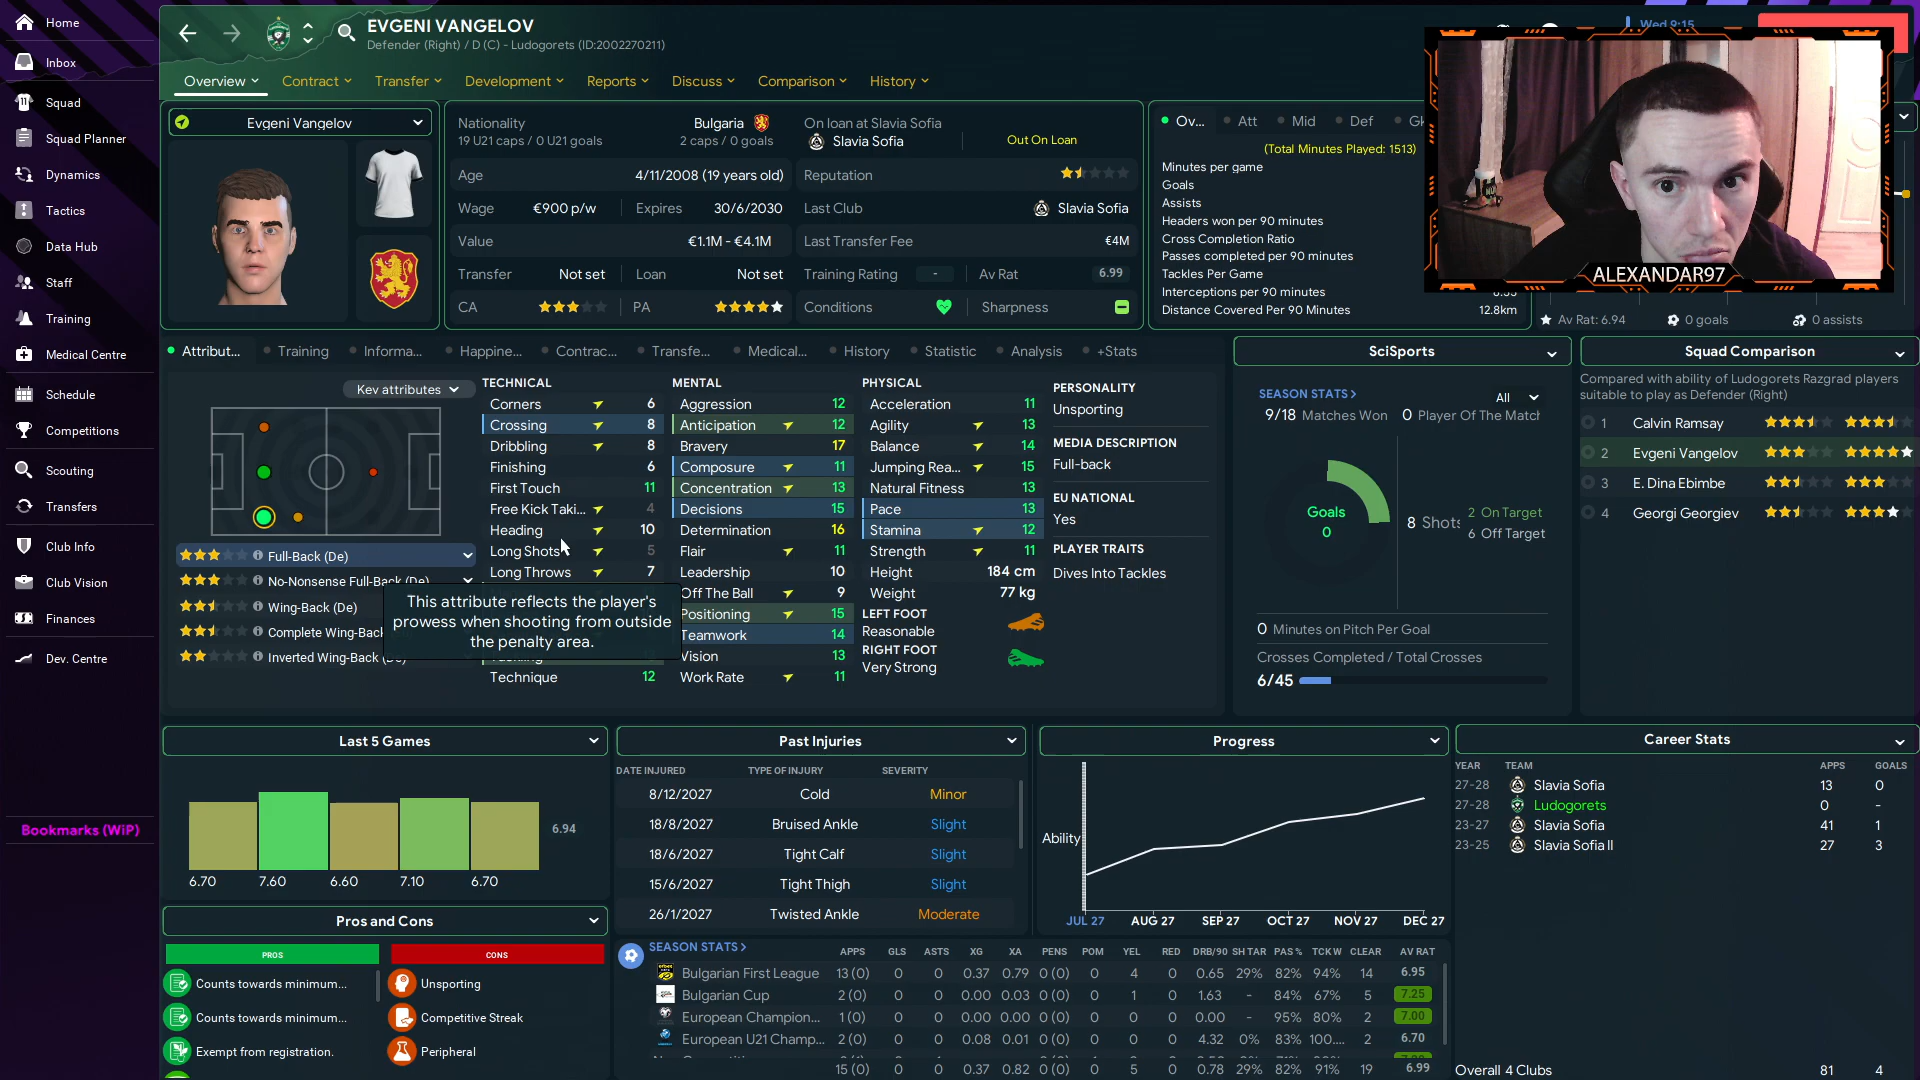 Home
Inbox
Squad
Squad Planner
Dynamics
Tactics
Data Hub
Staff
Training
Medical Centre
Schedule
Competitions
Scouting
Transfers
Club Info
Club Vision
Finances
Dev. Centre
Bookmarks (WiP)
EVGENI VANGELOV
Defender (Right) / D (C) - Ludogorets (ID:2002270211)
Wed 9:15
Overview
Contract
Transfer
Development
Reports
Discuss
Comparison
History
Evgeni Vangelov
Nationality Bulgaria
19 U21 caps / 0 U21 goals 2 caps / 0 goals
Age 4/11/2008 (19 years old)
Wage €900 p/w Expires 30/6/2030
Value €1.1M - €4.1M
Transfer Not set Loan Not set
CA PA
On loan at Slavia Sofia
Slavia Sofia Out On Loan
Reputation
Last Club Slavia Sofia
Last Transfer Fee €4M
Training Rating - Av Rat 6.99
Conditions Sharpness
Ov... Att Mid Def
(Total Minutes Played: 1513)
Minutes per game
Goals
Assists
Headers won per 90 minutes
Cross Completion Ratio
Passes completed per 90 minutes
Tackles Per Game
Interceptions per 90 minutes
Distance Covered Per 90 Minutes 12.8km
ALEXANDAR97
Av Rat: 6.94 0 goals 0 assists
Attribut... Training Informa... Happine... Contrac... Transfe... Medical... History Statistic Analysis +Stats
Key attributes
Full-Back (De)
No-Nonsense Full-Back (De)
Wing-Back (De)
Complete Wing-Back
Inverted Wing-Back (De)
TECHNICAL
Corners 6
Crossing 8
Dribbling 8
Finishing 6
First Touch 11
Free Kick Taki... 4
Heading 10
Long Shots 5
Long Throws 7
This attribute reflects the player's
prowess when shooting from outside
the penalty area.
Technique 12
MENTAL
Aggression 12
Anticipation 12
Bravery 17
Composure 11
Concentration 13
Decisions 15
Determination 16
Flair 11
Leadership 10
Off The Ball 9
Positioning 15
Teamwork 14
Vision 13
Work Rate 11
PHYSICAL
Acceleration 11
Agility 13
Balance 14
Jumping Rea... 15
Natural Fitness 13
Pace 13
Stamina 12
Strength 11
Height 184 cm
Weight 77 kg
LEFT FOOT
Reasonable
RIGHT FOOT
Very Strong
PERSONALITY
Unsporting
MEDIA DESCRIPTION
Full-back
EU NATIONAL
Yes
PLAYER TRAITS
Dives Into Tackles
SciSports
SEASON STATS > All
9/18 Matches Won 0 Player Of The Match
Goals
0
8 Shots
2 On Target
6 Off Target
0 Minutes on Pitch Per Goal
Crosses Completed / Total Crosses
6/45
Squad Comparison
Compared with ability of Ludogorets Razgrad players
suitable to play as Defender (Right)
1 Calvin Ramsay
2 Evgeni Vangelov
3 E. Dina Ebimbe
4 Georgi Georgiev
Last 5 Games
6.94
6.70 7.60 6.60 7.10 6.70
Pros and Cons
PROS CONS
Counts towards minimum... Unsporting
Counts towards minimum... Competitive Streak
Exempt from registration. Peripheral
Past Injuries
DATE INJURED TYPE OF INJURY SEVERITY
8/12/2027 Cold Minor
18/8/2027 Bruised Ankle Slight
18/6/2027 Tight Calf Slight
15/6/2027 Tight Thigh Slight
26/1/2027 Twisted Ankle Moderate
Progress
Ability
JUL 27 AUG 27 SEP 27 OCT 27 NOV 27 DEC 27
SEASON STATS > APPS GLS ASTS XG XA PENS POM YEL RED DRB/90 SH TAR PAS % TCK W CLEAR AV RAT
Bulgarian First League 13 (0) 0 0 0.37 0.79 0 (0) 0 4 0 0.65 29% 82% 94% 14 6.95
Bulgarian Cup 2 (0) 0 0 0.00 0.03 0 (0) 0 1 0 1.63 - 84% 67% 5 7.25
European Champion... 1 (0) 0 0 0.00 0.00 0 (0) 0 0 0 0.00 - 95% 80% 2 7.00
European U21 Champ... 2 (0) 0 0 0.08 0.01 0 (0) 0 0 0 4.32 0% 83% 100.... 2 6.70
15 (0) 0 0 0.37 0.82 0 (0) 0 5 0 0.78 29% 82% 91% 19 6.99
Career Stats
YEAR TEAM APPS GOALS
27-28 Slavia Sofia 13 0
27-28 Ludogorets 0 -
23-27 Slavia Sofia 41 1
23-25 Slavia Sofia II 27 3
Overall 4 Clubs 81 4